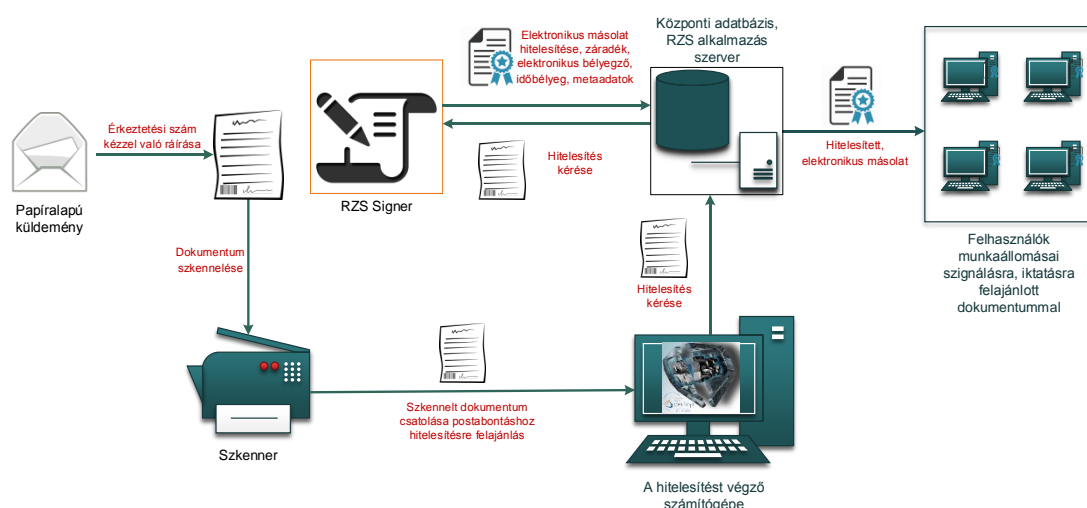 Érkeztetési szám
kézzel való ráírása
Papíralapú
küldemény
Elektronikus másolat
hitelesítése, záradék,
elektronikus bélyegző,
időbélyeg, metaadatok
Hitelesítés
kérése
RZS Signer
Központi adatbázis,
RZS alkalmazás
szerver
Hitelesített,
elektronikus másolat
Felhasználók
munkaállomásai
szignálásra, iktatásra
felajánlott
dokumentummal
Dokumentum
szkennelése
Hitelesítés
kérése
Szkennelt dokumentum
csatolása postabontáshoz
hitelesítésre felajánlás
Szkenner
A hitelesítést végző
számítógépe